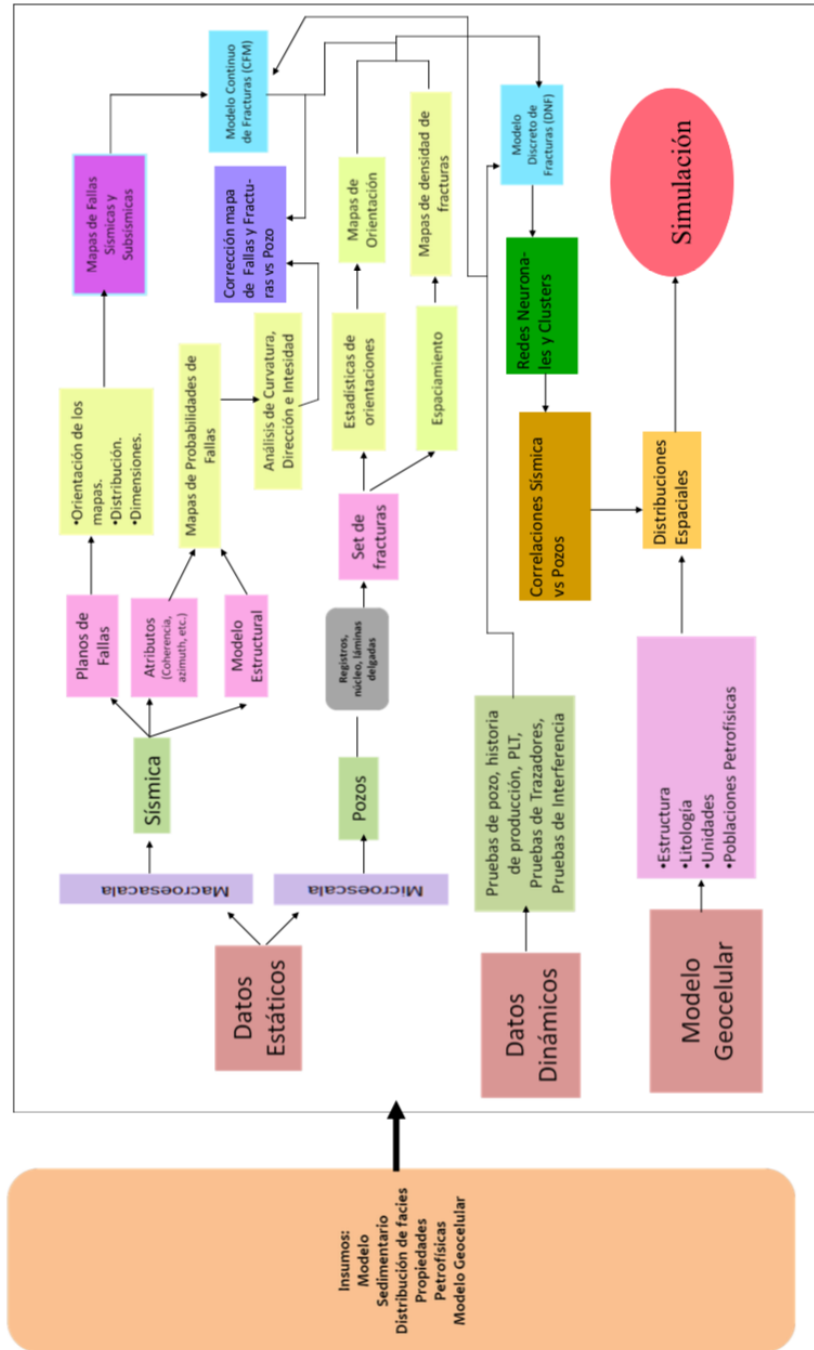 Insumos:
Modelo
Sedimentario
Distribución de facies
Propiedades
Petrofísicas
Modelo Geocelular
Datos
Estáticos
Macroesacala
Sísmica
Planos de
Fallas
•Orientación de los
mapas.
•Distribución.
•Dimensiones.
Mapas de Fallas
Sísmicas y
Subsísmicas
Modelo Continuo
de Fracturas (CFM)
Atributos
(Coherencia,
azimuth, etc.)
Modelo
Estructural
Mapas de Probabilidades de
Fallas
Análisis de Curvatura,
Dirección e Intesidad
Corrección mapa
de Fallas y Fractu-
ras vs Pozo
Microescala
Pozos
Registros,
núcleo, láminas
delgadas
Set de
fracturas
Estadísticas de
orientaciones
Mapas de
Orientación
Espaciamiento
Mapas de densidad de
fracturas
Datos
Dinámicos
Pruebas de pozo, historia
de producción, PLT,
Pruebas de Trazadores,
Pruebas de Interferencia
Modelo
Discreto de
Fracturas (DNF)
Redes Neurona-
les y Clusters
Correlaciones Sísmica
vs Pozos
Modelo
Geocelular
•Estructura
•Litología
•Unidades
•Poblaciones Petrofísicas
Distribuciones
Espaciales
Simulación